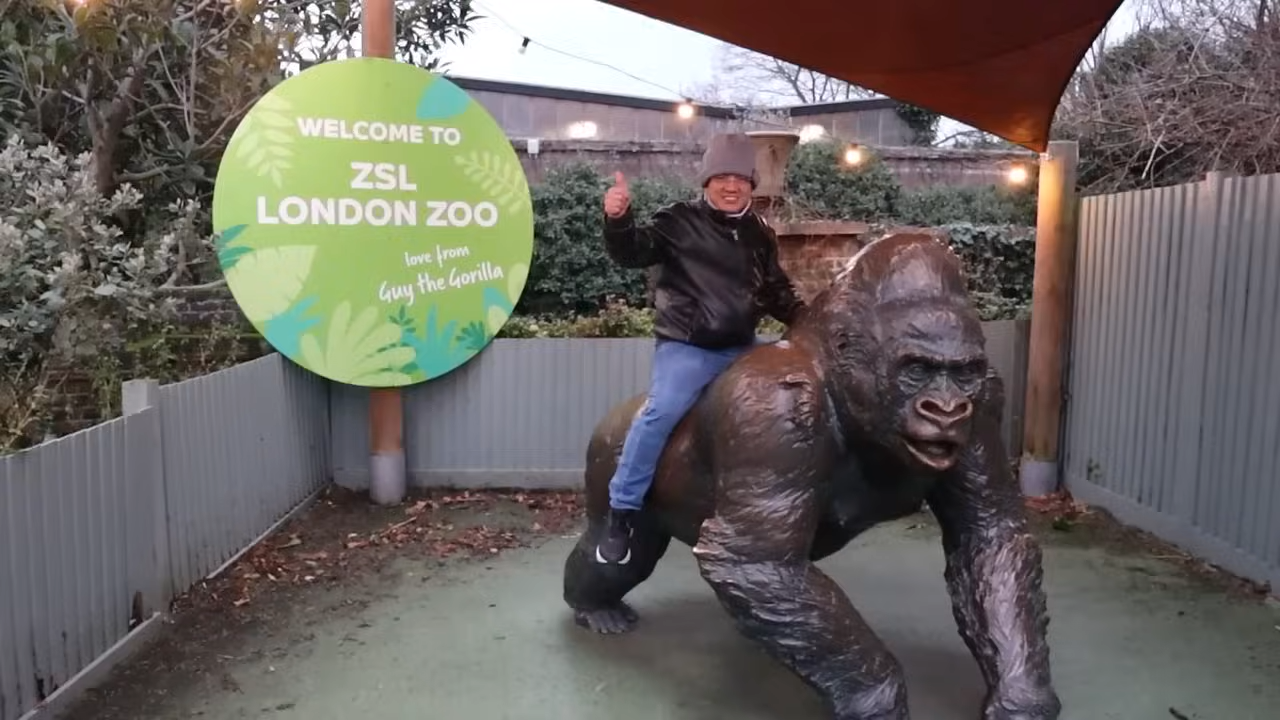 WELCOME TO
ZSL
LONDON ZOO
love from
Guy the Gorilla